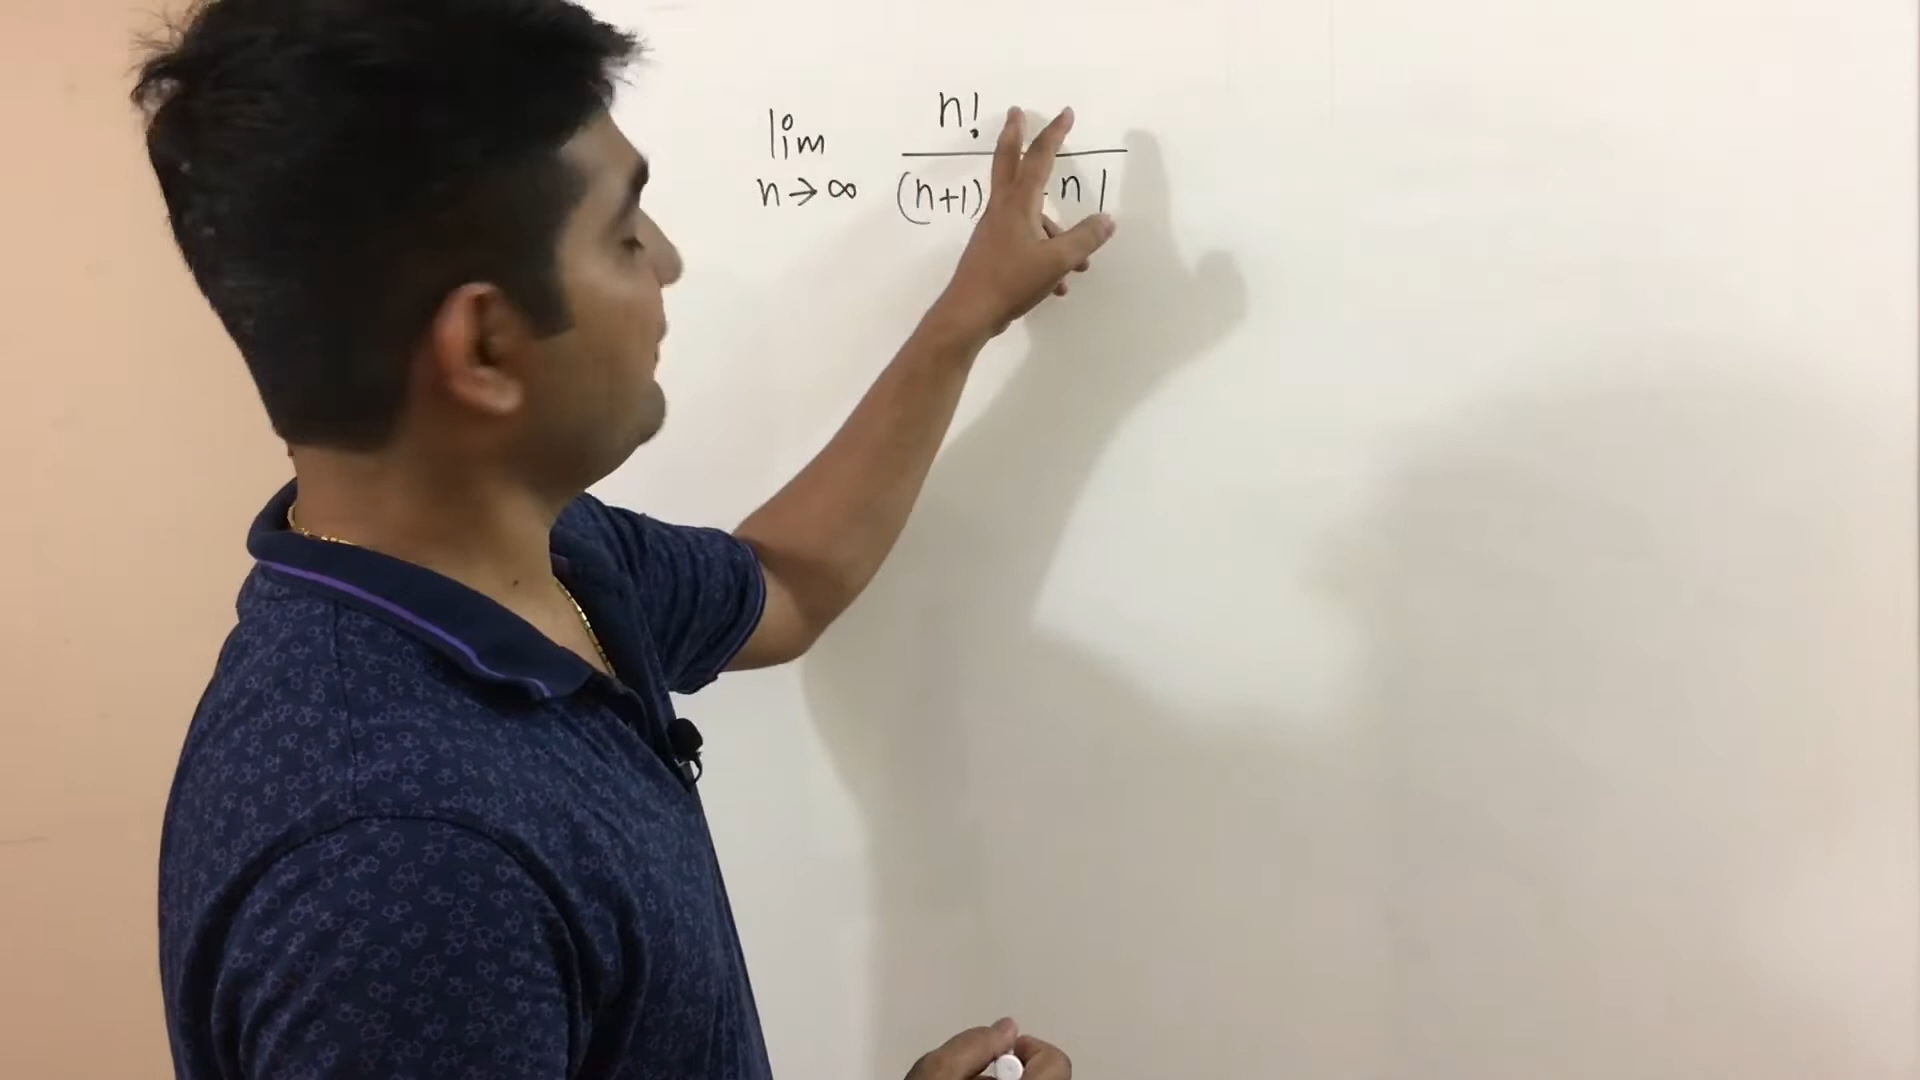 lim n!
n→∞ (n+1) - n!